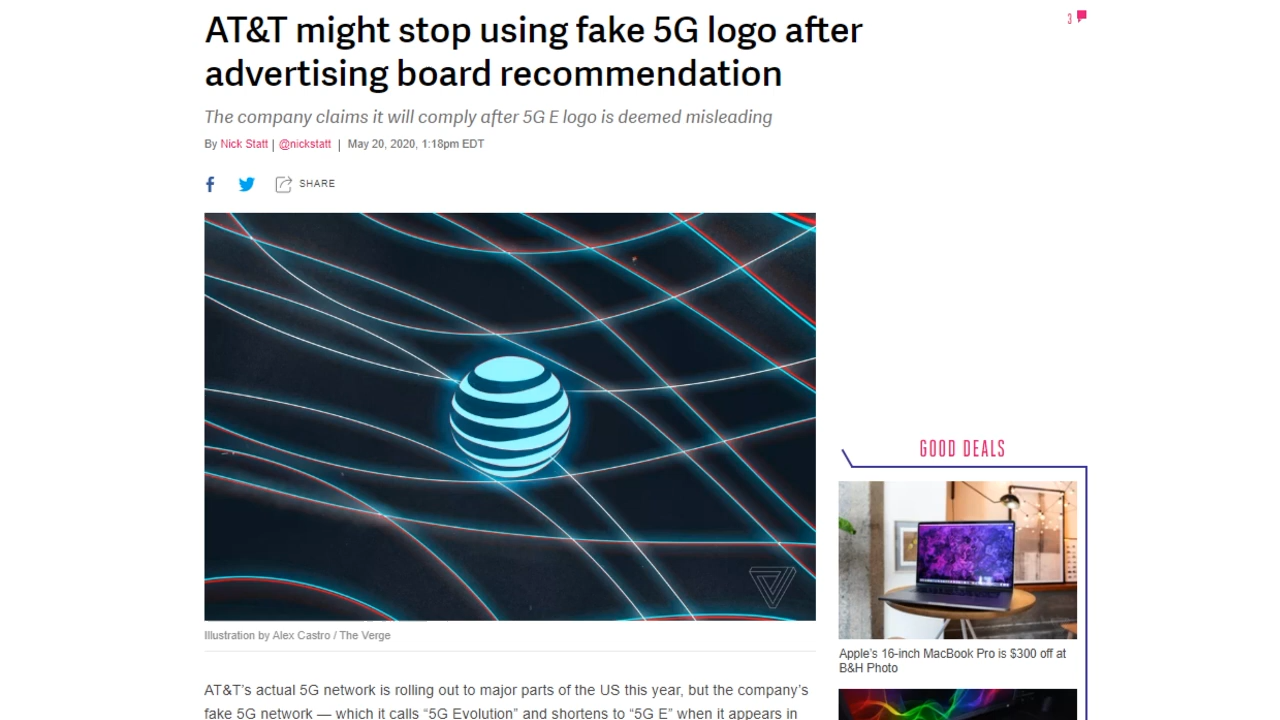 AT&T might stop using fake 5G logo after
advertising board recommendation
3
The company claims it will comply after 5G E logo is deemed misleading
By Nick Statt | @nickstatt | May 20, 2020, 1:18pm EDT
SHARE
Illustration by Alex Castro / The Verge
AT&T’s actual 5G network is rolling out to major parts of the US this year, but the company’s
fake 5G network — which it calls “5G Evolution” and shortens to “5G E” when it appears in
GOOD DEALS
Apple’s 16-inch MacBook Pro is $300 off at
B&H Photo